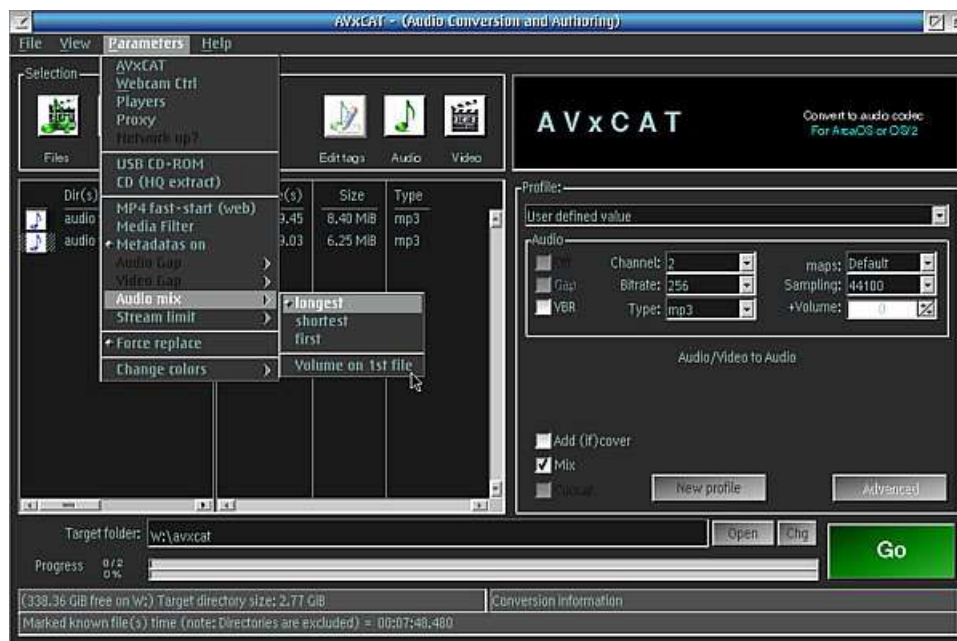 AVxCAT - (Audio Conversion and Authoring)
File View Parameters Help
Selection
Files
Edit tags
Audio
Video
AVxCAT
Webcam Ctrl
Players
Proxy
Network up?
USB CD-ROM
CD (HQ extract)
MP4 fast-start (web)
Media Filter
Metadatas on
Audio Gap
Video Gap
Audio mix
Stream limit
Force replace
Change colors
longest
shortest
first
Volume on 1st file
Dir(s) (s) Size Type
audio 9.45 8.40 MiB mp3
audio 9.03 6.25 MiB mp3
AVxCAT
Convert to audio codec
For ArcaOS or OS/2
Profile:
User defined value
Audio
Channel: 2 maps: Default
Gap Bitrate: 256 Sampling: 44100
VBR Type: mp3 +Volume: 0
Audio/Video to Audio
Add (if)cover
Mix
Concat
New profile Advanced
Target folder: W:\avxcat Open Chg
Go
Progress 0/2
0%
(338.36 GiB free on W:) Target directory size: 2.77 GiB Conversion information
Marked known file(s) time (note: Directories are excluded) = 00:07:48.480